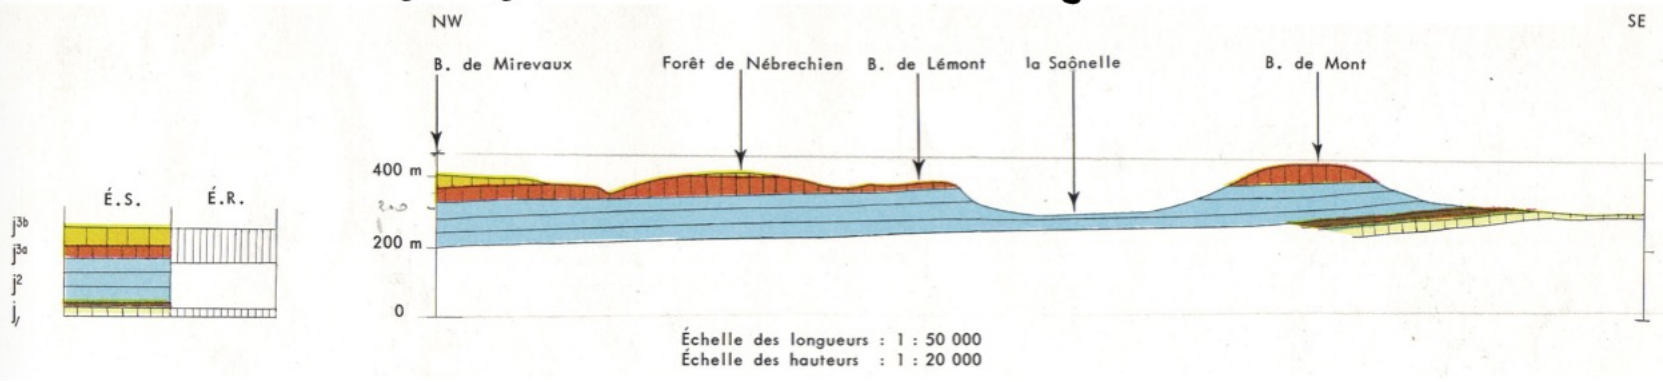 NW
SE
B. de Mirevaux
Forêt de Nébrechien
B. de Lémont
la Saônelle
B. de Mont
400 m
200 m
0
É.S.
É.R.
j3b
j3a
j2
j,
Échelle des longueurs : 1 : 50 000
Échelle des hauteurs : 1 : 20 000